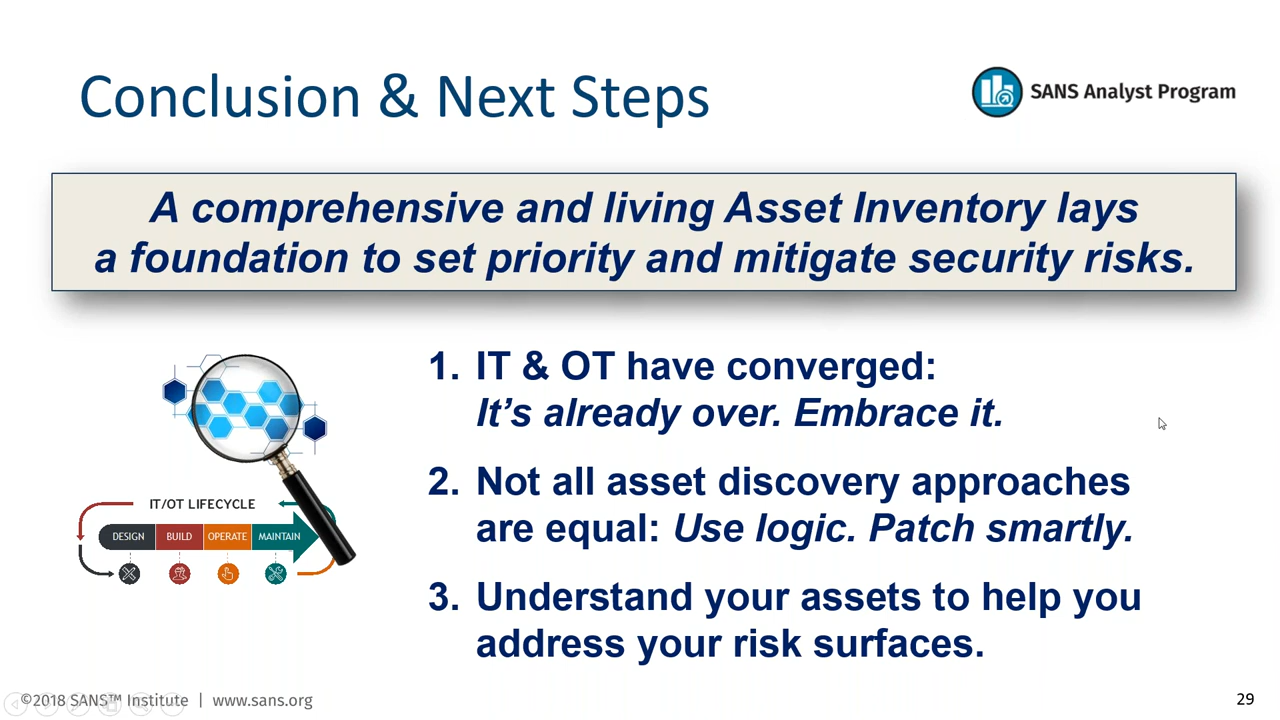 Conclusion & Next Steps
SANS Analyst Program
A comprehensive and living Asset Inventory lays
a foundation to set priority and mitigate security risks.
1. IT & OT have converged:
It’s already over. Embrace it.
2. Not all asset discovery approaches
are equal: Use logic. Patch smartly.
3. Understand your assets to help you
address your risk surfaces.
IT/OT LIFECYCLE
DESIGN BUILD OPERATE MAINTAIN
©2018 SANS™ Institute | www.sans.org
29